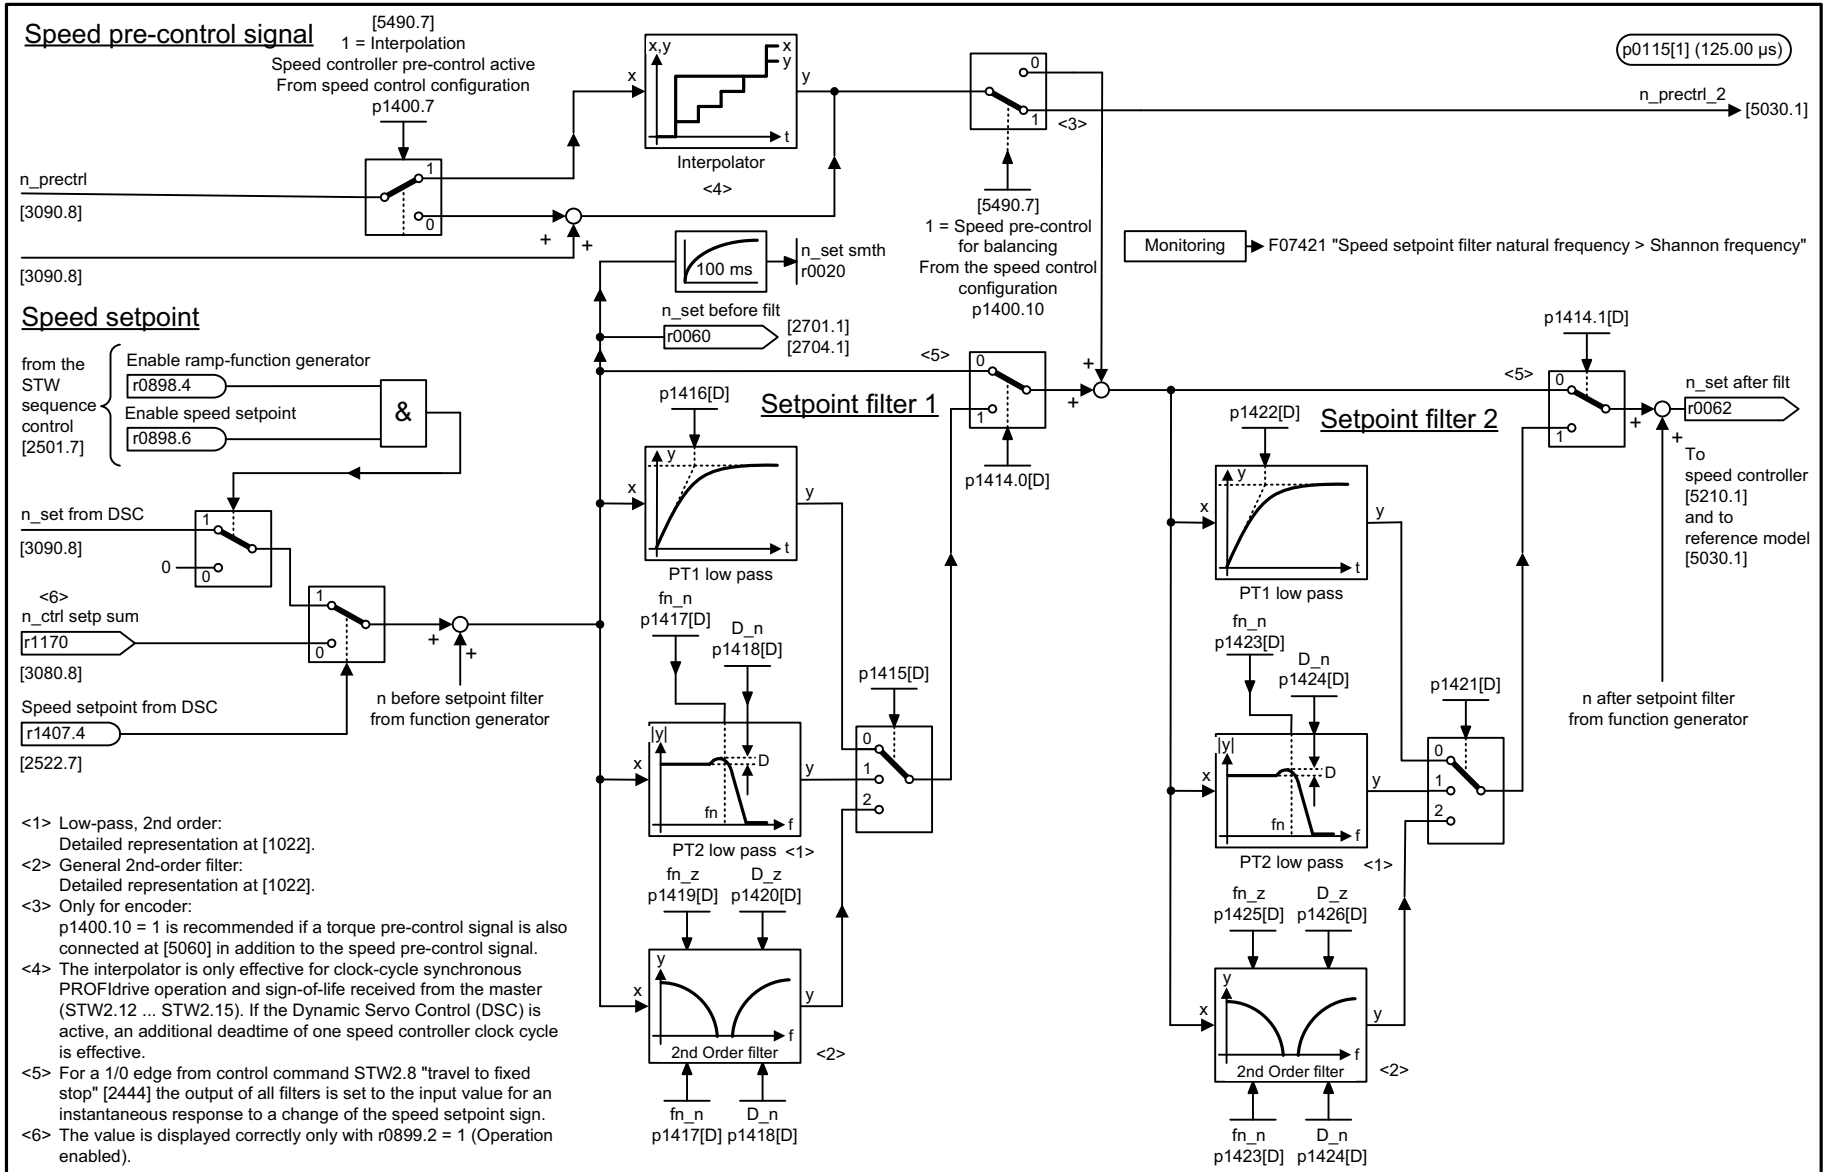 Speed pre-control signal
[5490.7]
1 = Interpolation
Speed controller pre-control active
From speed control configuration
p1400.7
n_prectrl
[3090.8]
1
0
+
+
[3090.8]
x
x,y
x
y
t
y
Interpolator
<4>
0
1
<3>
[5490.7]
1 = Speed pre-control
for balancing
From the speed control
configuration
p1400.10
p0115[1] (125.00 µs)
n_prectrl_2
[5030.1]
Monitoring
F07421 "Speed setpoint filter natural frequency > Shannon frequency"
100 ms
n_set smth
r0020
n_set before filt
r0060
[2701.1]
[2704.1]
Speed setpoint
from the
STW
sequence
control
[2501.7]
Enable ramp-function generator
r0898.4
Enable speed setpoint
r0898.6
&
n_set from DSC
[3090.8]
1
0
0
<6>
n_ctrl setp sum
r1170
[3080.8]
1
0
Speed setpoint from DSC
r1407.4
[2522.7]
+
+
n before setpoint filter
from function generator
Setpoint filter 1
p1416[D]
x
y
t
y
PT1 low pass
fn_n
p1417[D]
D_n
p1418[D]
x
|y|
D
fn
f
y
PT2 low pass <1>
fn_z
p1419[D]
D_z
p1420[D]
x
y
f
y
2nd Order filter
<2>
fn_n
p1417[D]
D_n
p1418[D]
p1415[D]
0
1
2
<5>
0
1
p1414.0[D]
+
+
Setpoint filter 2
p1422[D]
x
y
t
y
PT1 low pass
fn_n
p1423[D]
D_n
p1424[D]
x
|y|
D
fn
f
y
PT2 low pass <1>
fn_z
p1425[D]
D_z
p1426[D]
x
y
f
y
2nd Order filter
<2>
fn_n
p1423[D]
D_n
p1424[D]
p1421[D]
0
1
2
<5>
p1414.1[D]
0
1
+
+
n_set after filt
r0062
To
speed controller
[5210.1]
and to
reference model
[5030.1]
n after setpoint filter
from function generator
<1> Low-pass, 2nd order:
Detailed representation at [1022].
<2> General 2nd-order filter:
Detailed representation at [1022].
<3> Only for encoder:
p1400.10 = 1 is recommended if a torque pre-control signal is also
connected at [5060] in addition to the speed pre-control signal.
<4> The interpolator is only effective for clock-cycle synchronous
PROFIdrive operation and sign-of-life received from the master
(STW2.12 ... STW2.15). If the Dynamic Servo Control (DSC) is
active, an additional deadtime of one speed controller clock cycle
is effective.
<5> For a 1/0 edge from control command STW2.8 "travel to fixed
stop" [2444] the output of all filters is set to the input value for an
instantaneous response to a change of the speed setpoint sign.
<6> The value is displayed correctly only with r0899.2 = 1 (Operation
enabled).